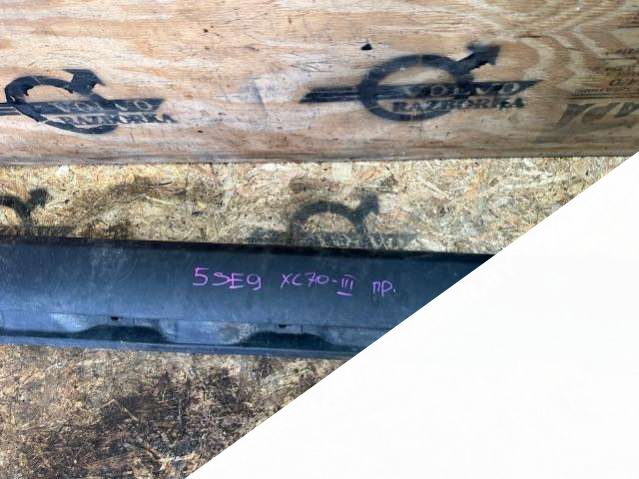 VOLVO
RAZBORKA
VOLVO
RAZBORKA
5SE9 XC70-III пр.